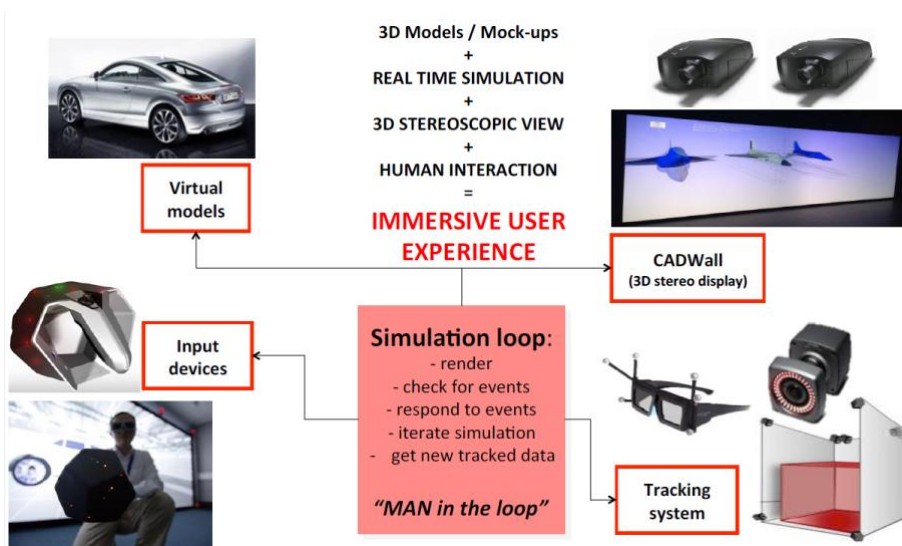 3D Models / Mock-ups
+
REAL TIME SIMULATION
+
3D STEREOSCOPIC VIEW
+
HUMAN INTERACTION
=
IMMERSIVE USER
EXPERIENCE
Virtual
models
CADWall
(3D stereo display)
Input
devices
Simulation loop:
- render
- check for events
- respond to events
- iterate simulation
- get new tracked data
"MAN in the loop"
Tracking
system